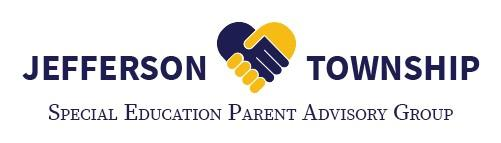 JEFFERSON TOWNSHIP
Special Education Parent Advisory Group